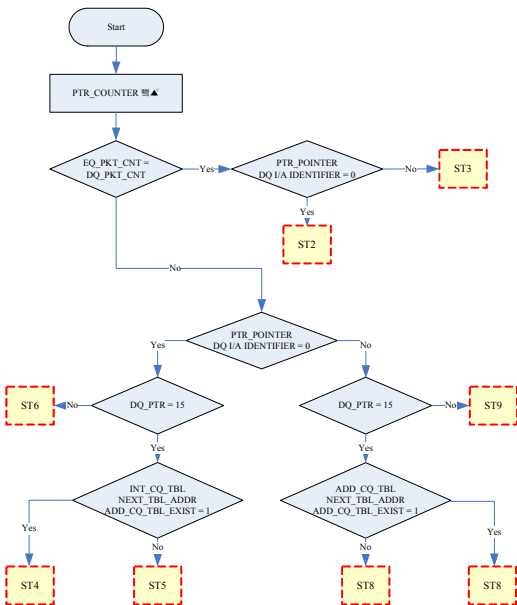 Start
PTR_COUNTER
EQ_PKT_CNT =
DQ_PKT_CNT
Yes
PTR_POINTER
DQ I/A IDENTIFIER = 0
No
ST3
Yes
ST2
No
PTR_POINTER
DQ I/A IDENTIFIER = 0
Yes
No
ST6
No
DQ_PTR = 15
DQ_PTR = 15
No
ST9
Yes
Yes
INT_CQ_TBL
NEXT_TBL_ADDR
ADD_CQ_TBL_EXIST = 1
ADD_CQ_TBL
NEXT_TBL_ADDR
ADD_CQ_TBL_EXIST = 1
Yes
No
No
Yes
ST4
ST5
ST8
ST8